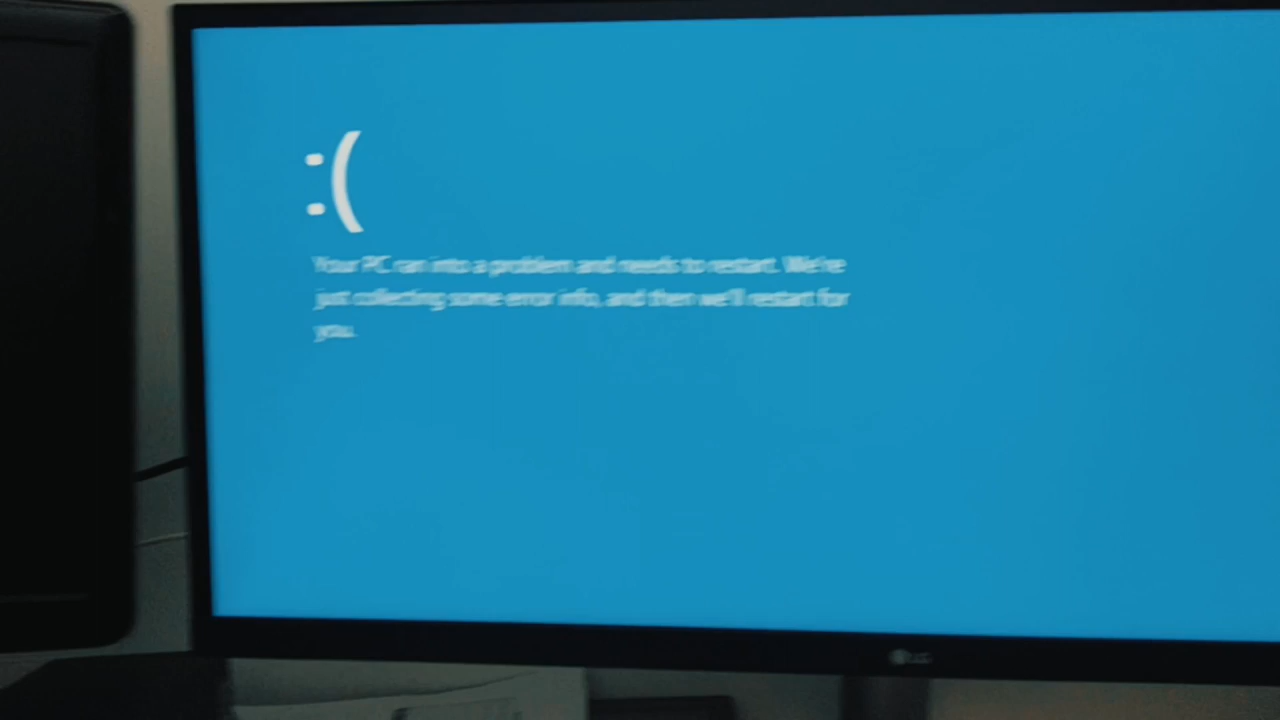 :(
Your PC ran into a problem and needs to restart. We're
just collecting some error info, and then we'll restart for
you.
LG